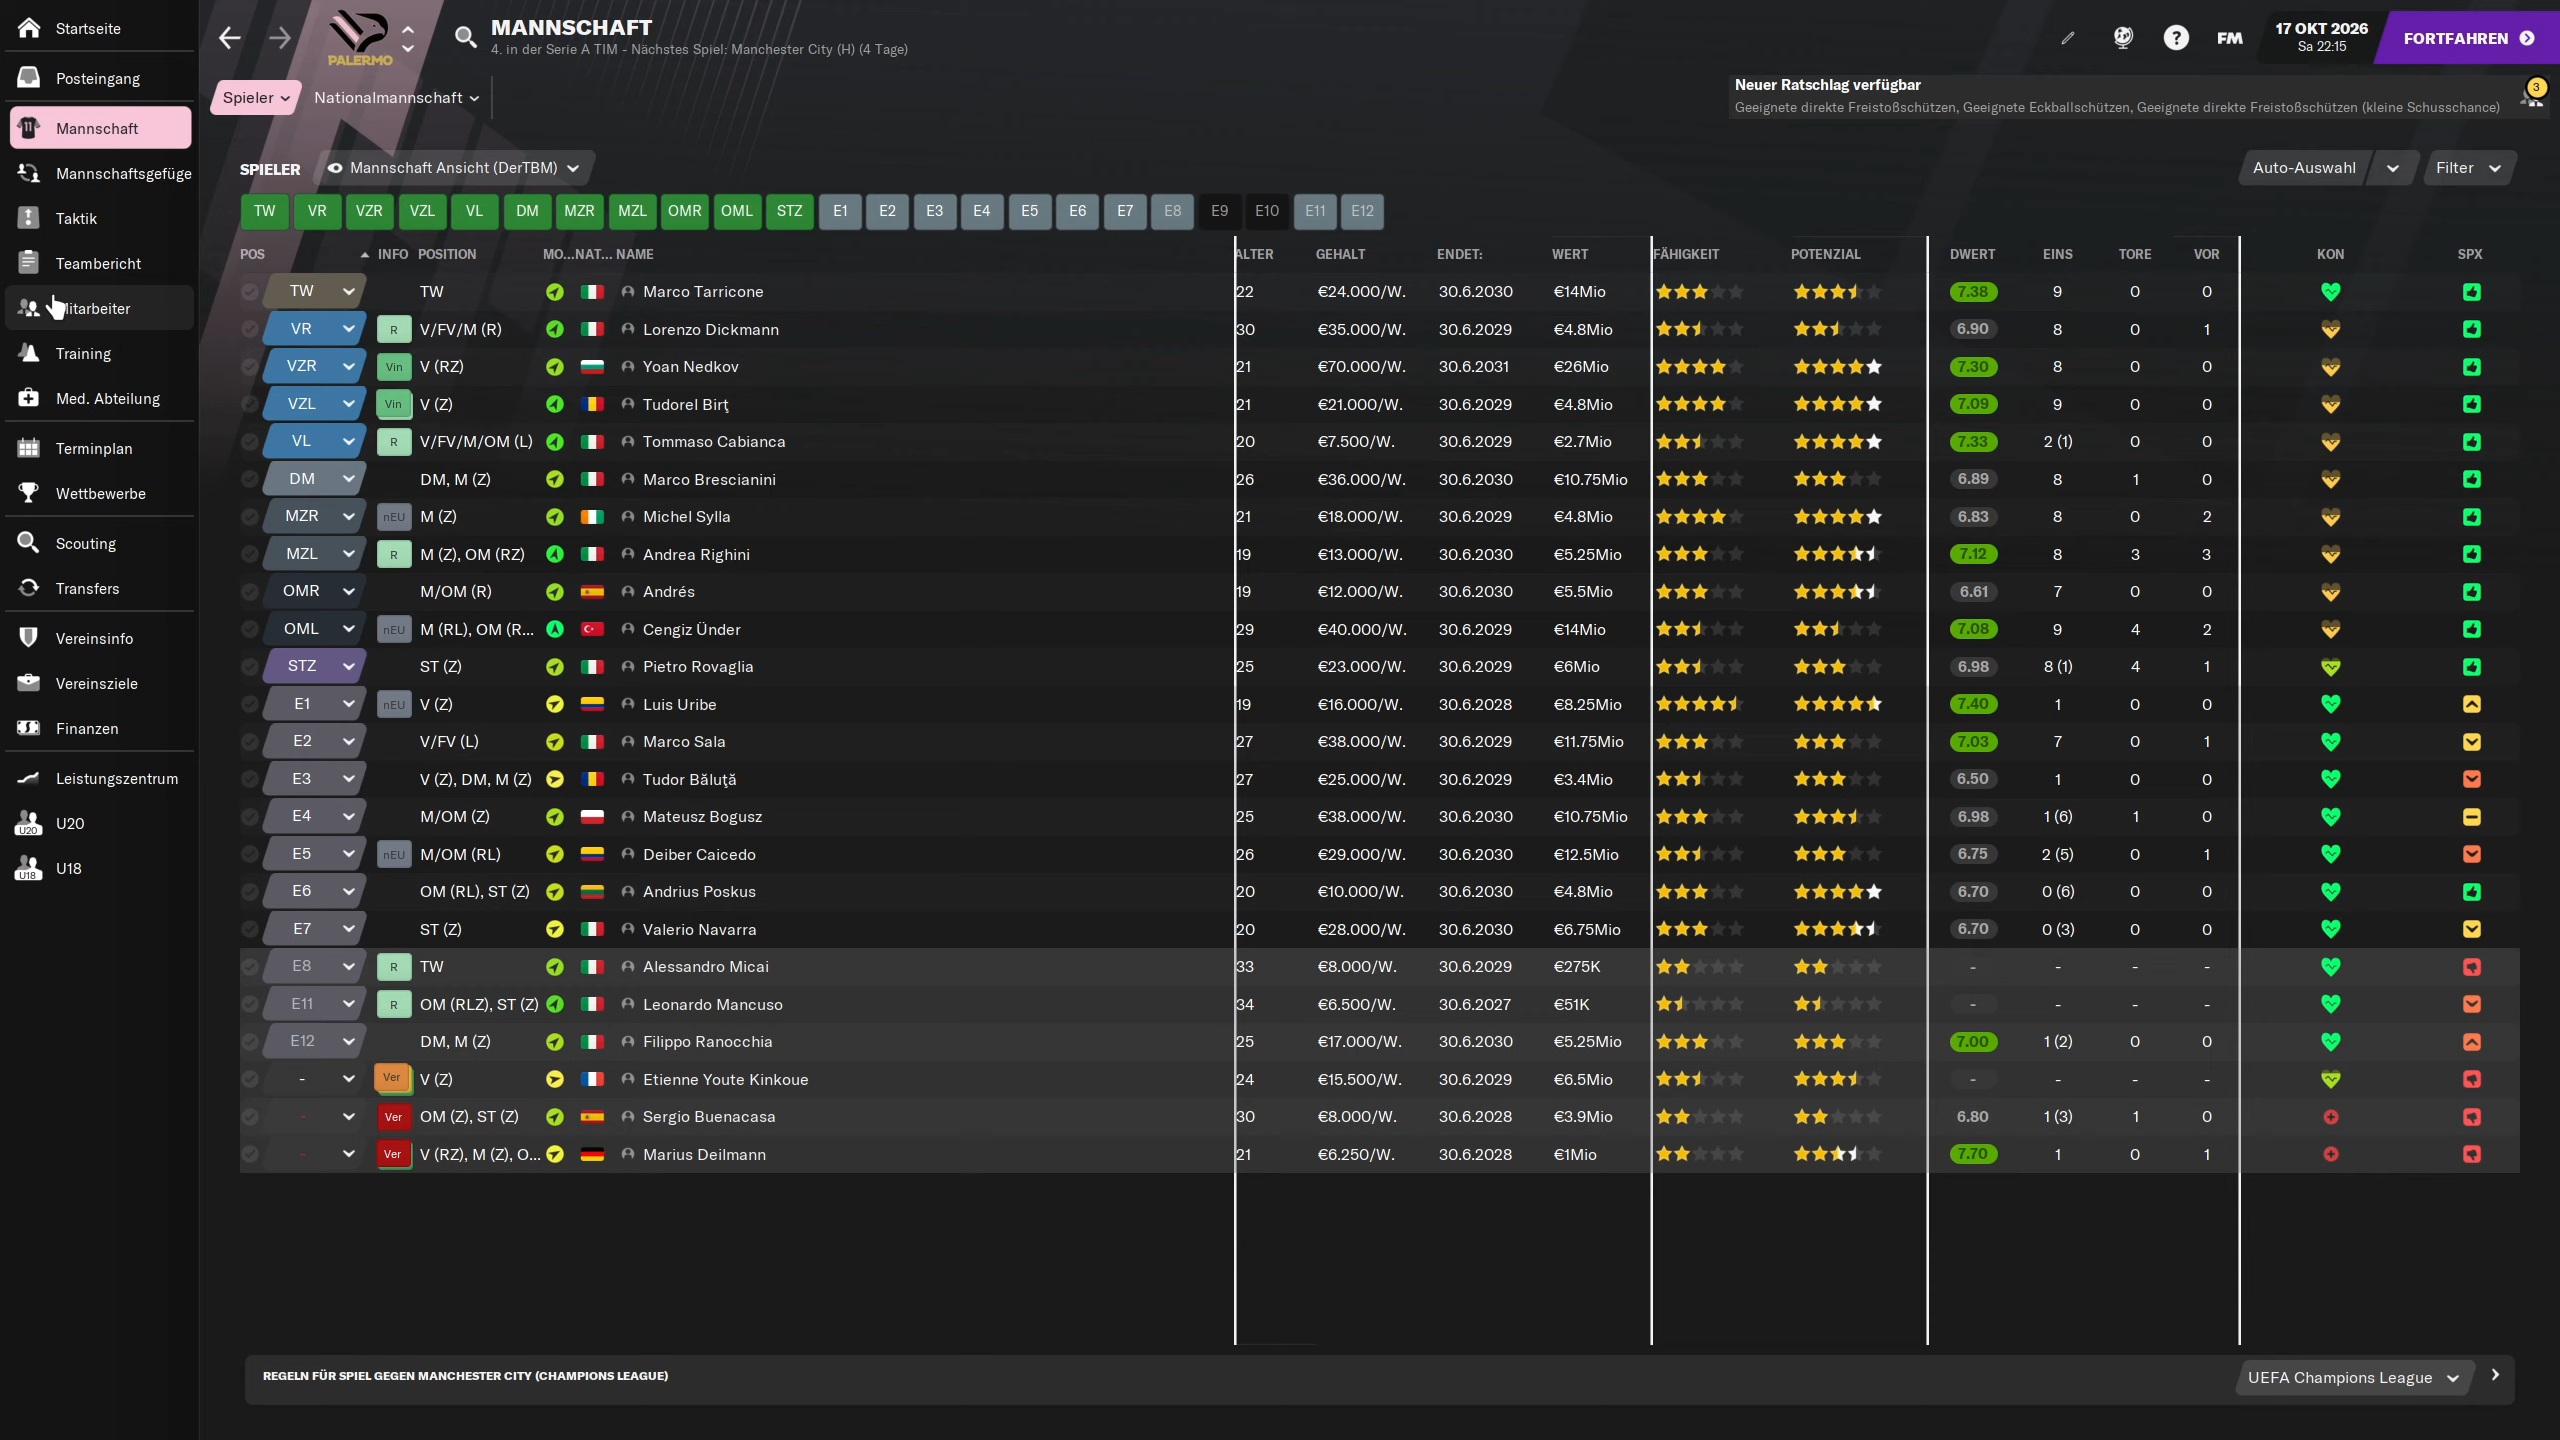 Startseite
Posteingang
Mannschaft
Mannschaftsgefüge
Taktik
Teambericht
Mitarbeiter
Training
Med. Abteilung
Terminplan
Wettbewerbe
Scouting
Transfers
Vereinsinfo
Vereinsziele
Finanzen
Leistungszentrum
U20 U20
U18 U18
PALERMO
MANNSCHAFT
4. in der Serie A TIM - Nächstes Spiel: Manchester City (H) (4 Tage)
FM
17 OKT 2026
Sa 22:15
FORTFAHREN
Spieler Nationalmannschaft
Neuer Ratschlag verfügbar
Geeignete direkte Freistoßschützen, Geeignete Eckballschützen, Geeignete direkte Freistoßschützen (kleine Schusschance)
3
SPIELER Mannschaft Ansicht (DerTBM) Auto-Auswahl Filter
TW VR VZR VZL VL DM MZR MZL OMR OML STZ E1 E2 E3 E4 E5 E6 E7 E8 E9 E10 E11 E12
POS INFO POSITION MO... NAT... NAME ALTER GEHALT ENDET: WERT FÄHIGKEIT POTENZIAL DWERT EINS TORE VOR KON SPX
TW TW Marco Tarricone 22 €24.000/W. 30.6.2030 €14Mio 7.38 9 0 0
VR R V/FV/M (R) Lorenzo Dickmann 30 €35.000/W. 30.6.2029 €4.8Mio 6.90 8 0 1
VZR Vin V (RZ) Yoan Nedkov 21 €70.000/W. 30.6.2031 €26Mio 7.30 8 0 0
VZL Vin V (Z) Tudorel Birţ 21 €21.000/W. 30.6.2029 €4.8Mio 7.09 9 0 0
VL R V/FV/M/OM (L) Tommaso Cabianca 20 €7.500/W. 30.6.2029 €2.7Mio 7.33 2 (1) 0 0
DM DM, M (Z) Marco Brescianini 26 €36.000/W. 30.6.2030 €10.75Mio 6.89 8 1 0
MZR nEU M (Z) Michel Sylla 21 €18.000/W. 30.6.2029 €4.8Mio 6.83 8 0 2
MZL R M (Z), OM (RZ) Andrea Righini 19 €13.000/W. 30.6.2030 €5.25Mio 7.12 8 3 3
OMR M/OM (R) Andrés 19 €12.000/W. 30.6.2030 €5.5Mio 6.61 7 0 0
OML nEU M (RL), OM (R... Cengiz Ünder 29 €40.000/W. 30.6.2029 €14Mio 7.08 9 4 2
STZ ST (Z) Pietro Rovaglia 25 €23.000/W. 30.6.2029 €6Mio 6.98 8 (1) 4 1
E1 nEU V (Z) Luis Uribe 19 €16.000/W. 30.6.2028 €8.25Mio 7.40 1 0 0
E2 V/FV (L) Marco Sala 27 €38.000/W. 30.6.2029 €11.75Mio 7.03 7 0 1
E3 V (Z), DM, M (Z) Tudor Băluţă 27 €25.000/W. 30.6.2029 €3.4Mio 6.50 1 0 0
E4 M/OM (Z) Mateusz Bogusz 25 €38.000/W. 30.6.2030 €10.75Mio 6.98 1 (6) 1 0
E5 nEU M/OM (RL) Deiber Caicedo 26 €29.000/W. 30.6.2030 €12.5Mio 6.75 2 (5) 0 1
E6 OM (RL), ST (Z) Andrius Poskus 20 €10.000/W. 30.6.2030 €4.8Mio 6.70 0 (6) 0 0
E7 ST (Z) Valerio Navarra 20 €28.000/W. 30.6.2030 €6.75Mio 6.70 0 (3) 0 0
E8 R TW Alessandro Micai 33 €8.000/W. 30.6.2029 €275K - - - -
E11 R OM (RLZ), ST (Z) Leonardo Mancuso 34 €6.500/W. 30.6.2027 €51K - - - -
E12 DM, M (Z) Filippo Ranocchia 25 €17.000/W. 30.6.2030 €5.25Mio 7.00 1 (2) 0 0
- Ver V (Z) Etienne Youte Kinkoue 24 €15.500/W. 30.6.2029 €6.5Mio - - - -
- Ver OM (Z), ST (Z) Sergio Buenacasa 30 €8.000/W. 30.6.2028 €3.9Mio 6.80 1 (3) 1 0
- Ver V (RZ), M (Z), O... Marius Deilmann 21 €6.250/W. 30.6.2028 €1Mio 7.70 1 0 1
REGELN FÜR SPIEL GEGEN MANCHESTER CITY (CHAMPIONS LEAGUE) UEFA Champions League